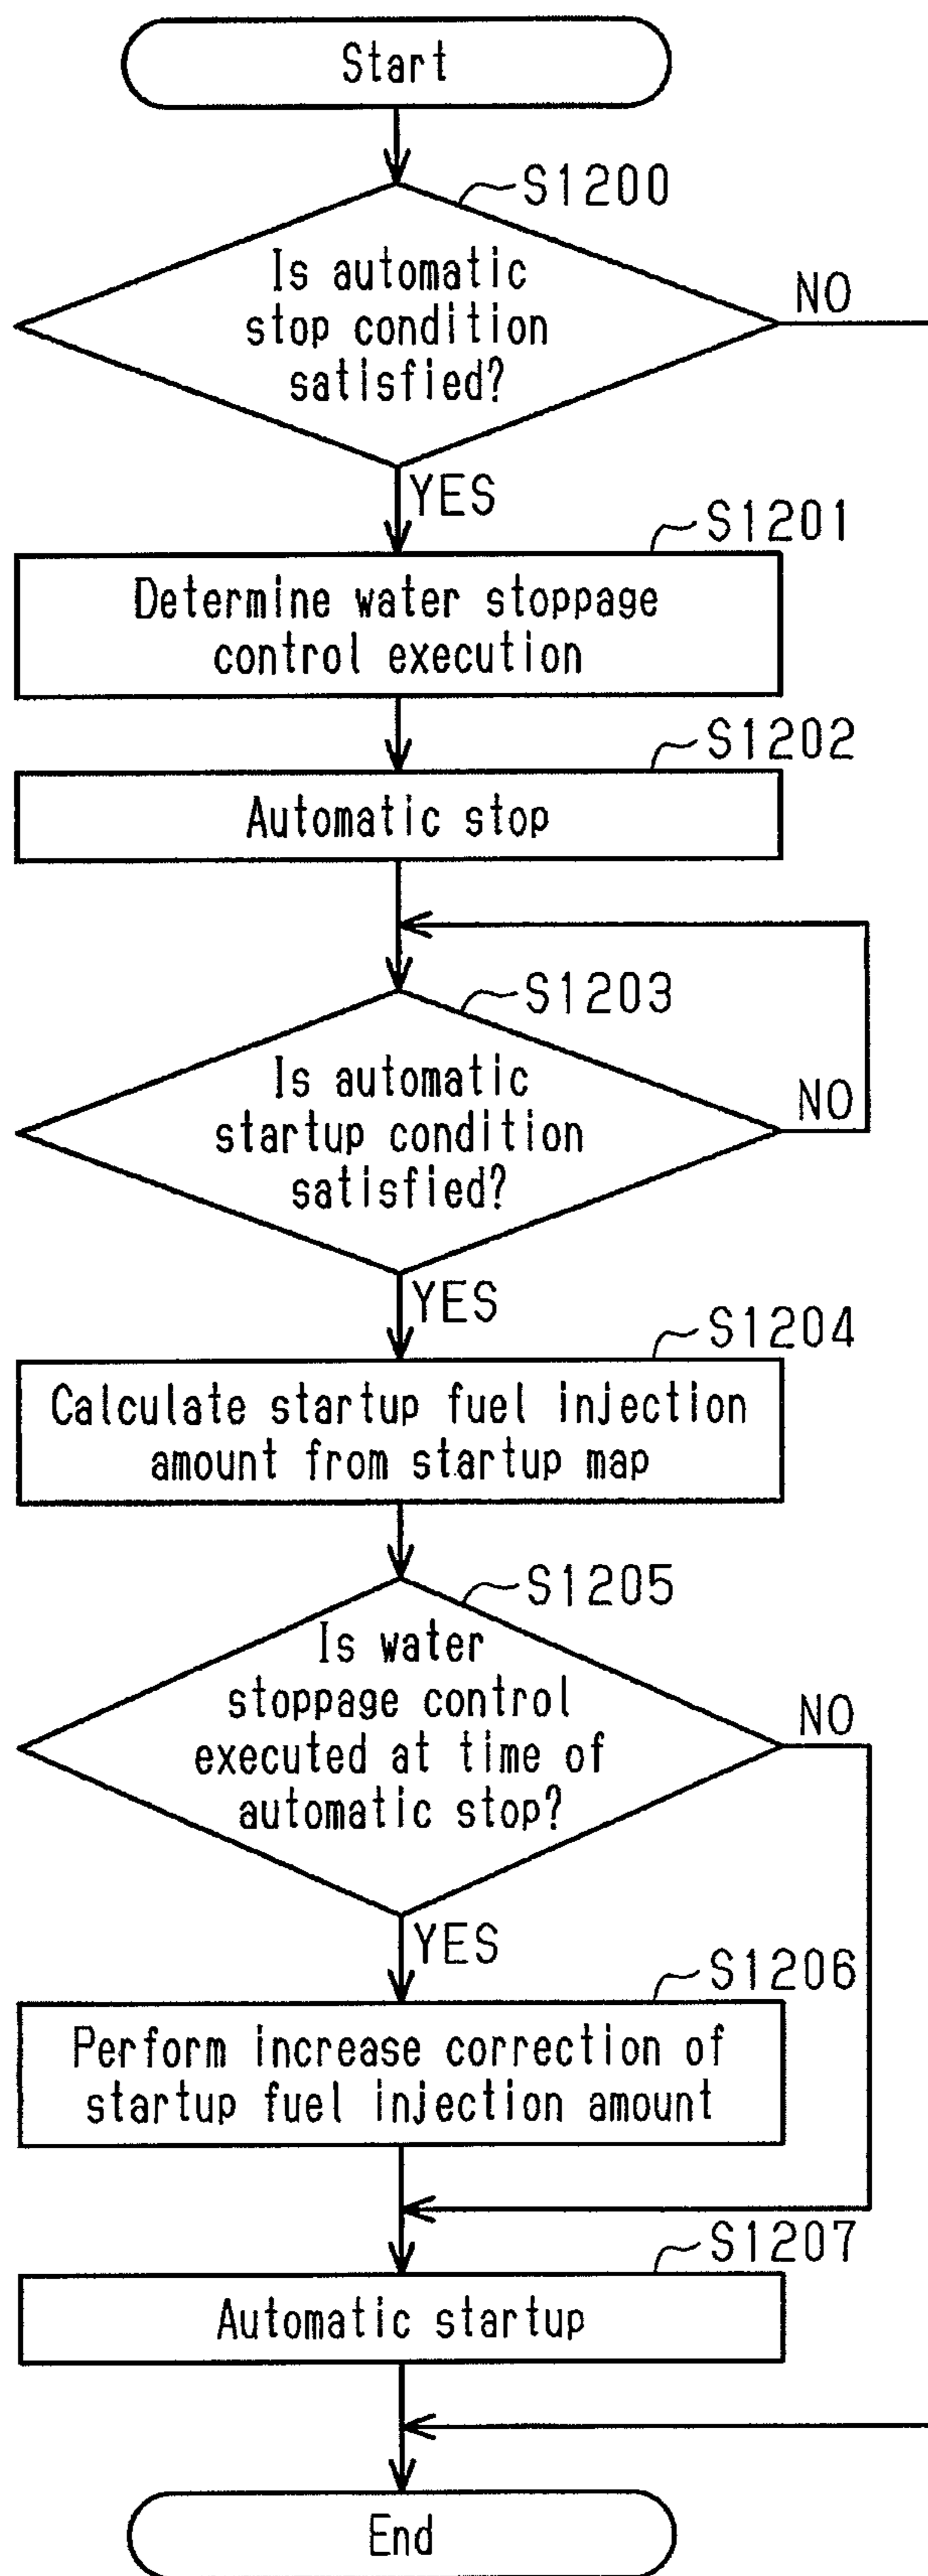 Start
S1200
Is automatic
stop condition
satisfied?
NO
YES
S1201
Determine water stoppage
control execution
S1202
Automatic stop
S1203
Is automatic
startup condition
satisfied?
NO
YES
S1204
Calculate startup fuel injection
amount from startup map
S1205
Is water
stoppage control
executed at time of
automatic stop?
NO
YES
S1206
Perform increase correction of
startup fuel injection amount
S1207
Automatic startup
End